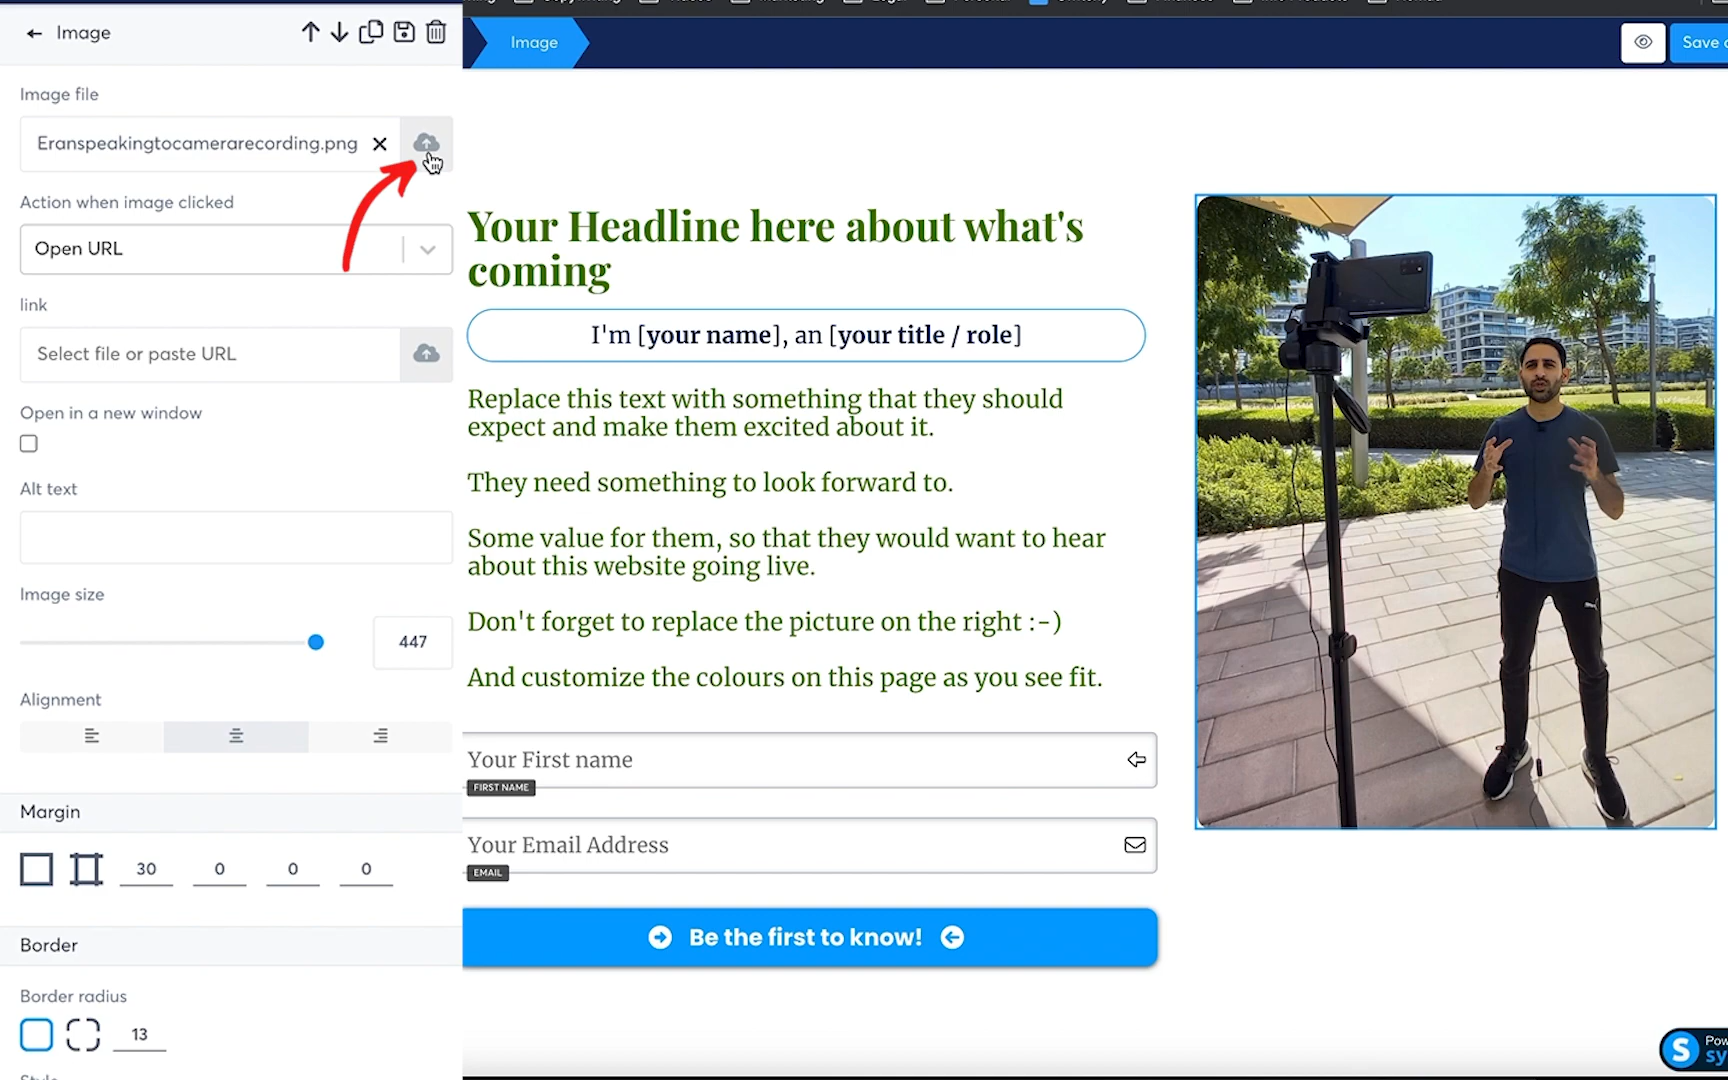 Image
Image
Save
Image file
Eranspeakingtocamerarecording.png
Action when image clicked
Open URL
link
Select file or paste URL
Open in a new window
Alt text
Image size
447
Alignment
Margin
30 0 0 0
Border
Border radius
13
Your Headline here about what's
coming
I'm [your name], an [your title / role]
Replace this text with something that they should
expect and make them excited about it.
They need something to look forward to.
Some value for them, so that they would want to hear
about this website going live.
Don't forget to replace the picture on the right :-)
And customize the colours on this page as you see fit.
Your First name
FIRST NAME
Your Email Address
EMAIL
Be the first to know!
S